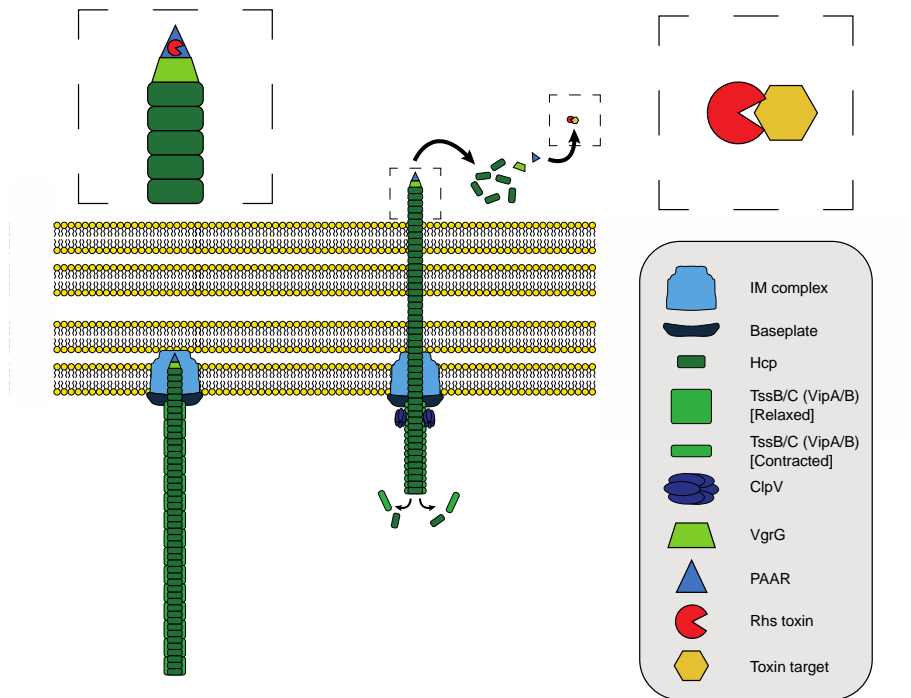 IM complex
Baseplate
Hcp
TssB/C (VipA/B)
[Relaxed]
TssB/C (VipA/B)
[Contracted]
ClpV
VgrG
PAAR
Rhs toxin
Toxin target